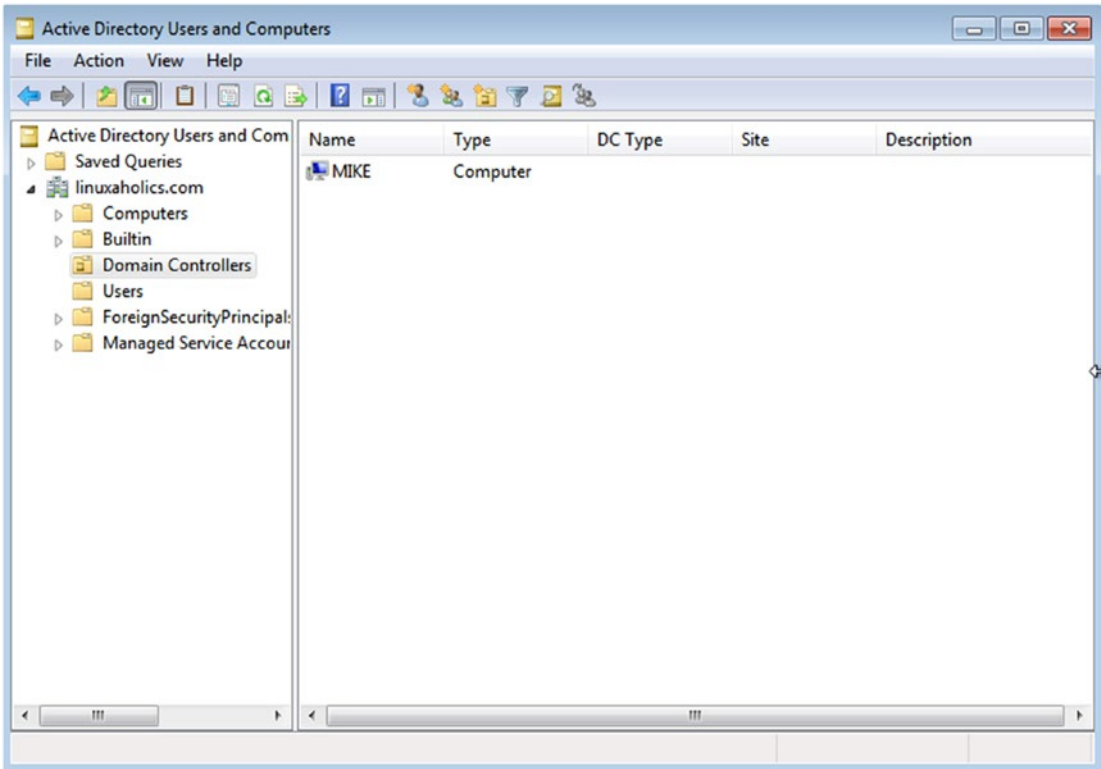 Active Directory Users and Computers
File Action View Help
Active Directory Users and Com
Saved Queries
linuxaholics.com
Computers
Builtin
Domain Controllers
Users
ForeignSecurityPrincipals
Managed Service Accour
Name Type DC Type Site Description
MIKE Computer